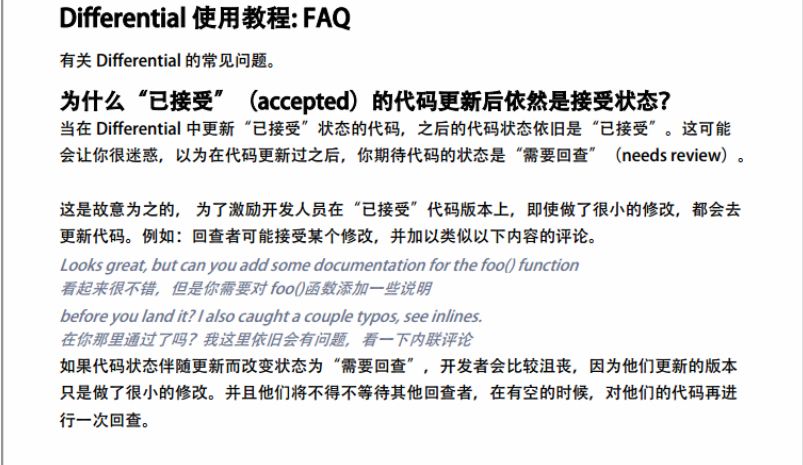 Differential 使用教程: FAQ
有关 Differential 的常见问题。
为什么“已接受”（accepted）的代码更新后依然是接受状态？
当在 Differential 中更新“已接受”状态的代码，之后的代码状态依旧是“已接受”。这可能
会让你很迷惑，以为在代码更新过之后，你期待代码的状态是“需要回查”（needs review）。
这是故意为之的， 为了激励开发人员在“已接受”代码版本上，即使做了很小的修改，都会去
更新代码。例如：回查者可能接受某个修改，并加以类似以下内容的评论。
Looks great, but can you add some documentation for the foo() function
看起来很不错，但是你需要对 foo()函数添加一些说明
before you land it? I also caught a couple typos, see inlines.
在你那里通过了吗？我这里依旧会有问题，看一下内联评论
如果代码状态伴随更新而改变状态为“需要回查”，开发者会比较沮丧，因为他们更新的版本
只是做了很小的修改。并且他们将不得不等待其他回查者，在有空的时候，对他们的代码再进
行一次回查。